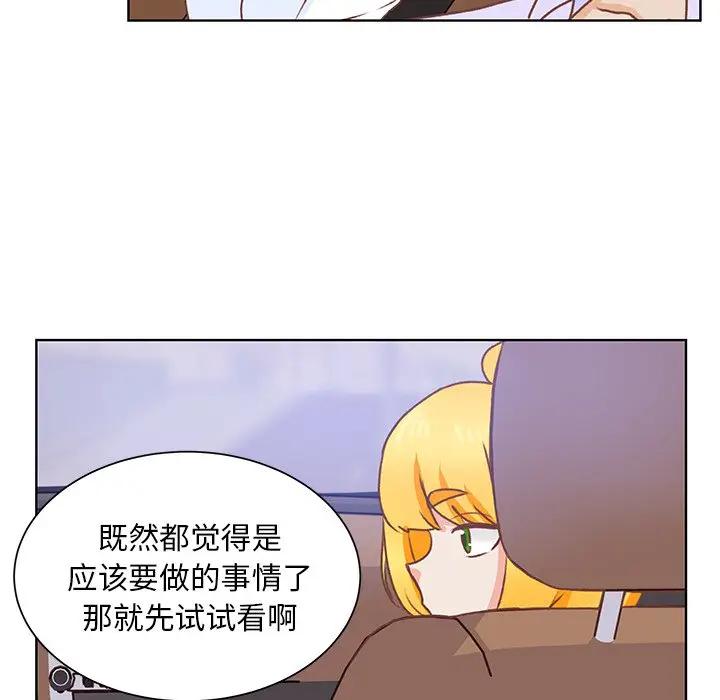 既然都觉得是
应该要做的事情了
那就先试试看啊